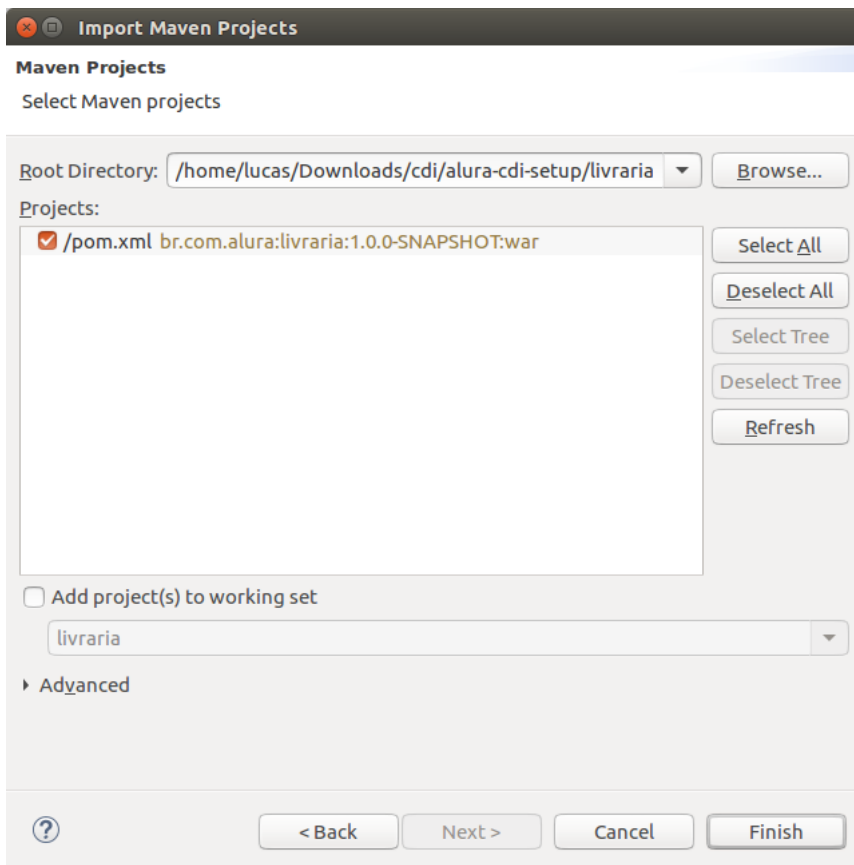 Import Maven Projects
Maven Projects
Select Maven projects
Root Directory: /home/lucas/Downloads/cdi/alura-cdi-setup/livraria Browse...
Projects:
/pom.xml br.com.alura:livraria:1.0.0-SNAPSHOT:war
Select All
Deselect All
Select Tree
Deselect Tree
Refresh
Add project(s) to working set
livraria
Advanced
< Back Next > Cancel Finish